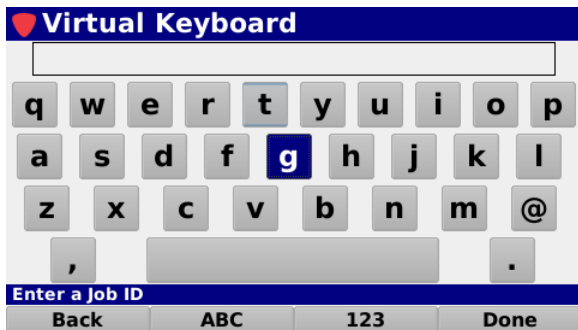 Virtual Keyboard
q w e r t y u i o p
a s d f g h j k l
z x c v b n m @
, .
Enter a Job ID
Back ABC 123 Done